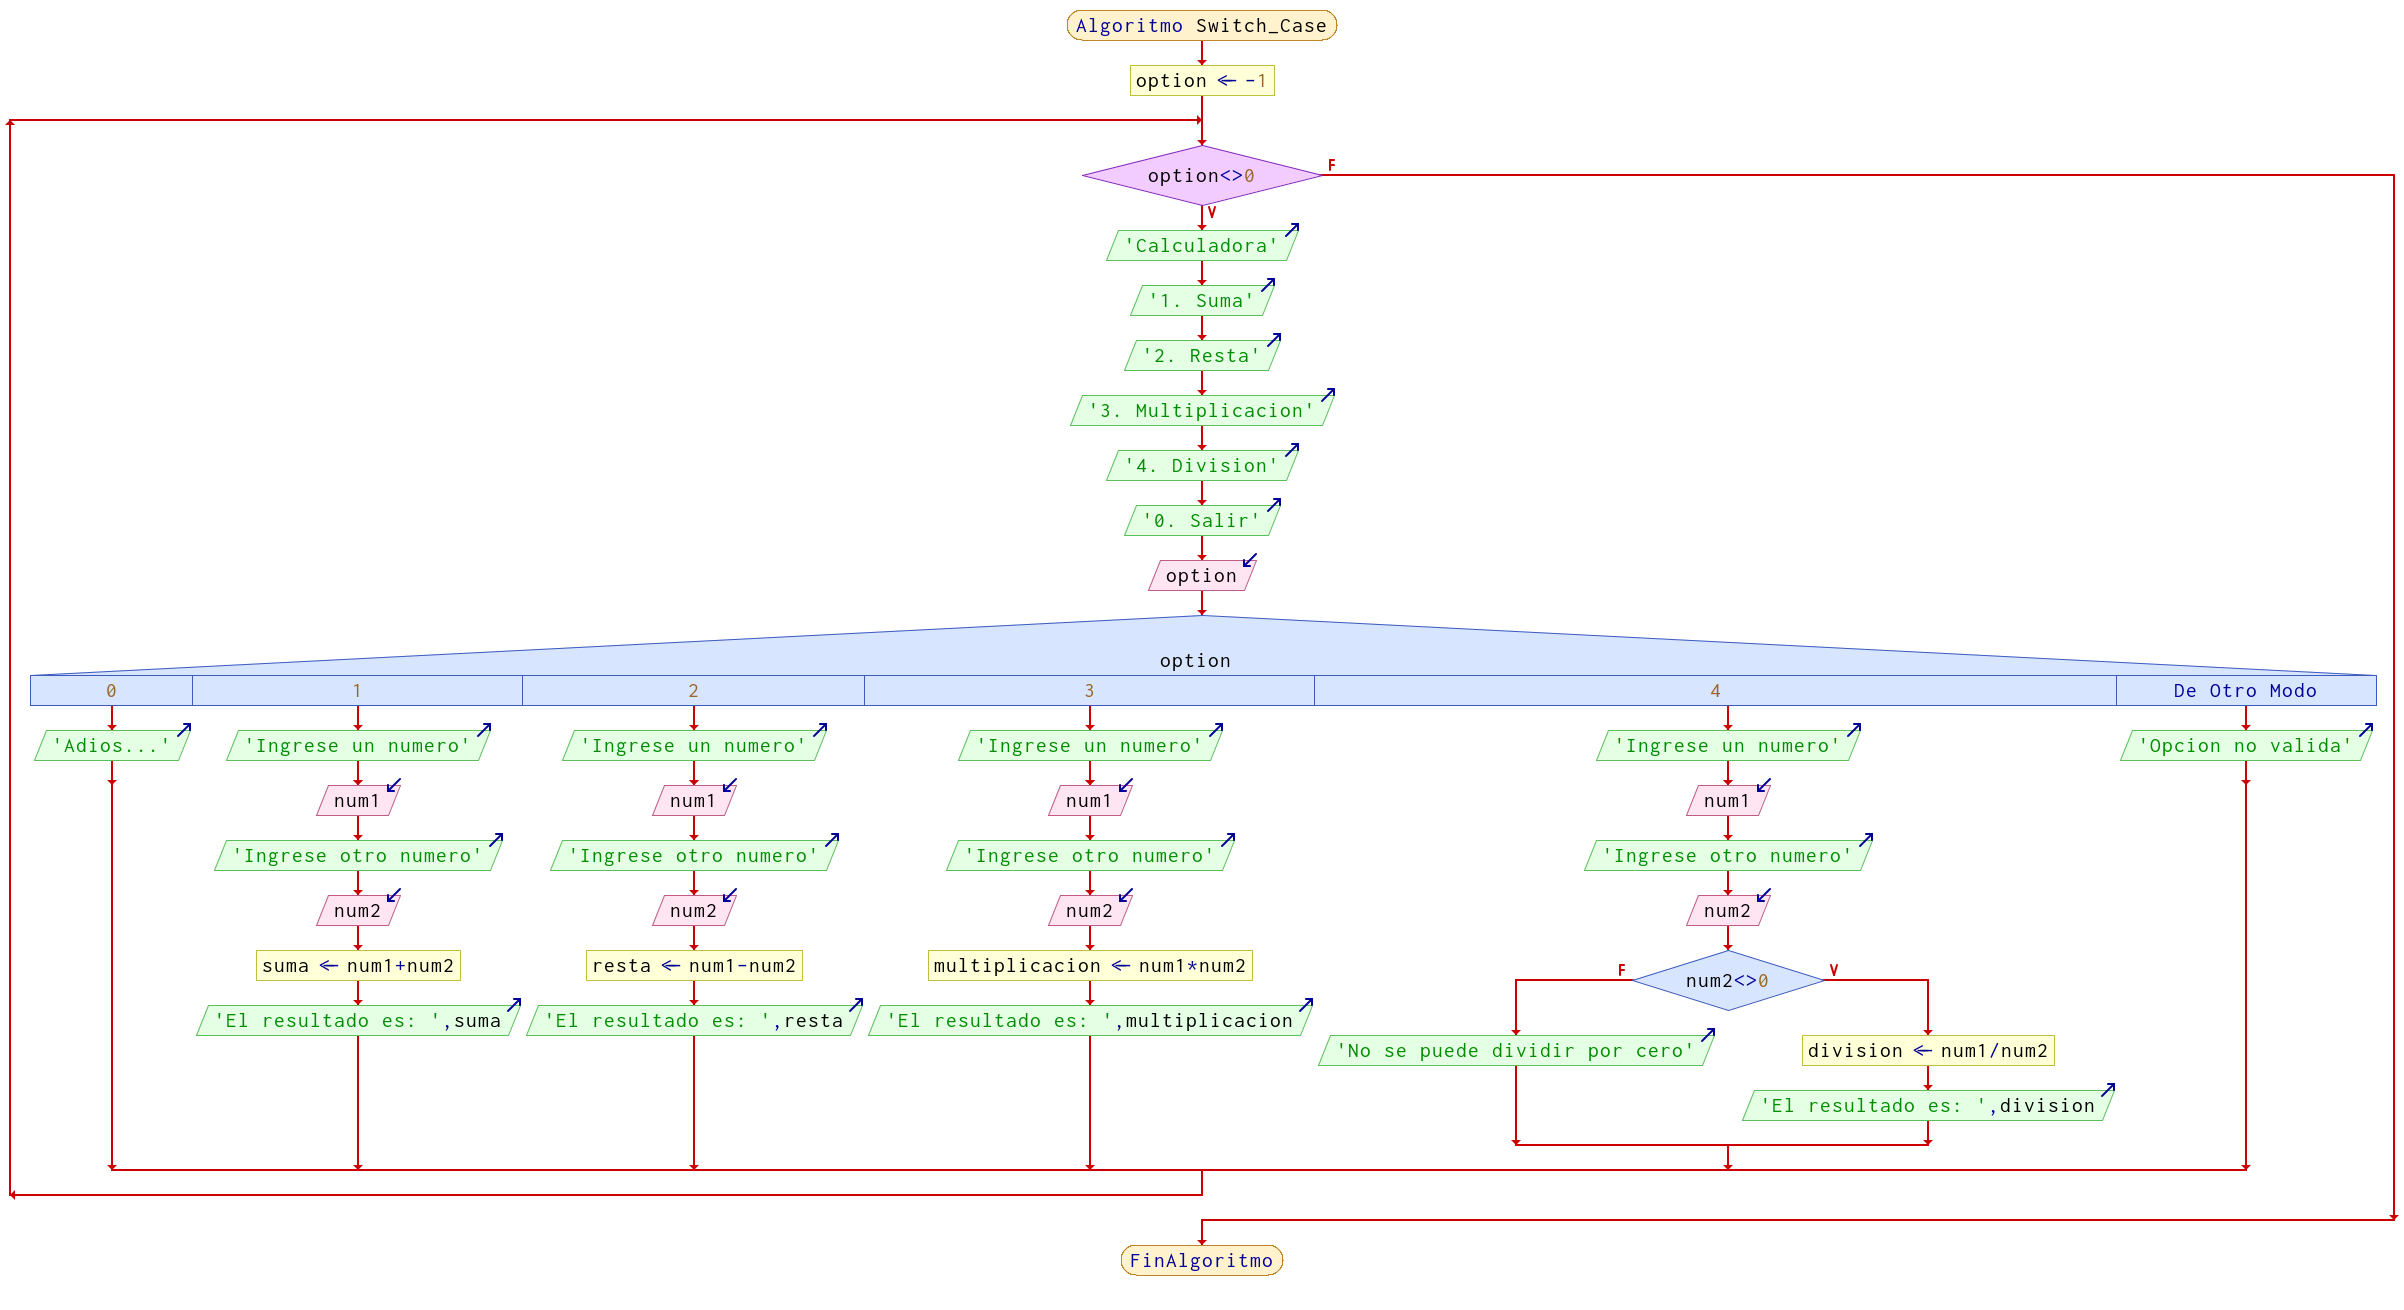 Algoritmo Switch_Case
option ← -1
option<>0
F
V
'Calculadora'
'1. Suma'
'2. Resta'
'3. Multiplicacion'
'4. Division'
'0. Salir'
option
option
0 1 2 3 4 De Otro Modo
'Adios...' 'Ingrese un numero' 'Ingrese un numero' 'Ingrese un numero' 'Ingrese un numero' 'Opcion no valida'
num1 num1 num1 num1
'Ingrese otro numero' 'Ingrese otro numero' 'Ingrese otro numero' 'Ingrese otro numero'
num2 num2 num2 num2
suma ← num1+num2 resta ← num1-num2 multiplicacion ← num1*num2 F num2<>0 V
'El resultado es: ',suma 'El resultado es: ',resta 'El resultado es: ',multiplicacion
'No se puede dividir por cero' division ← num1/num2
'El resultado es: ',division
FinAlgoritmo